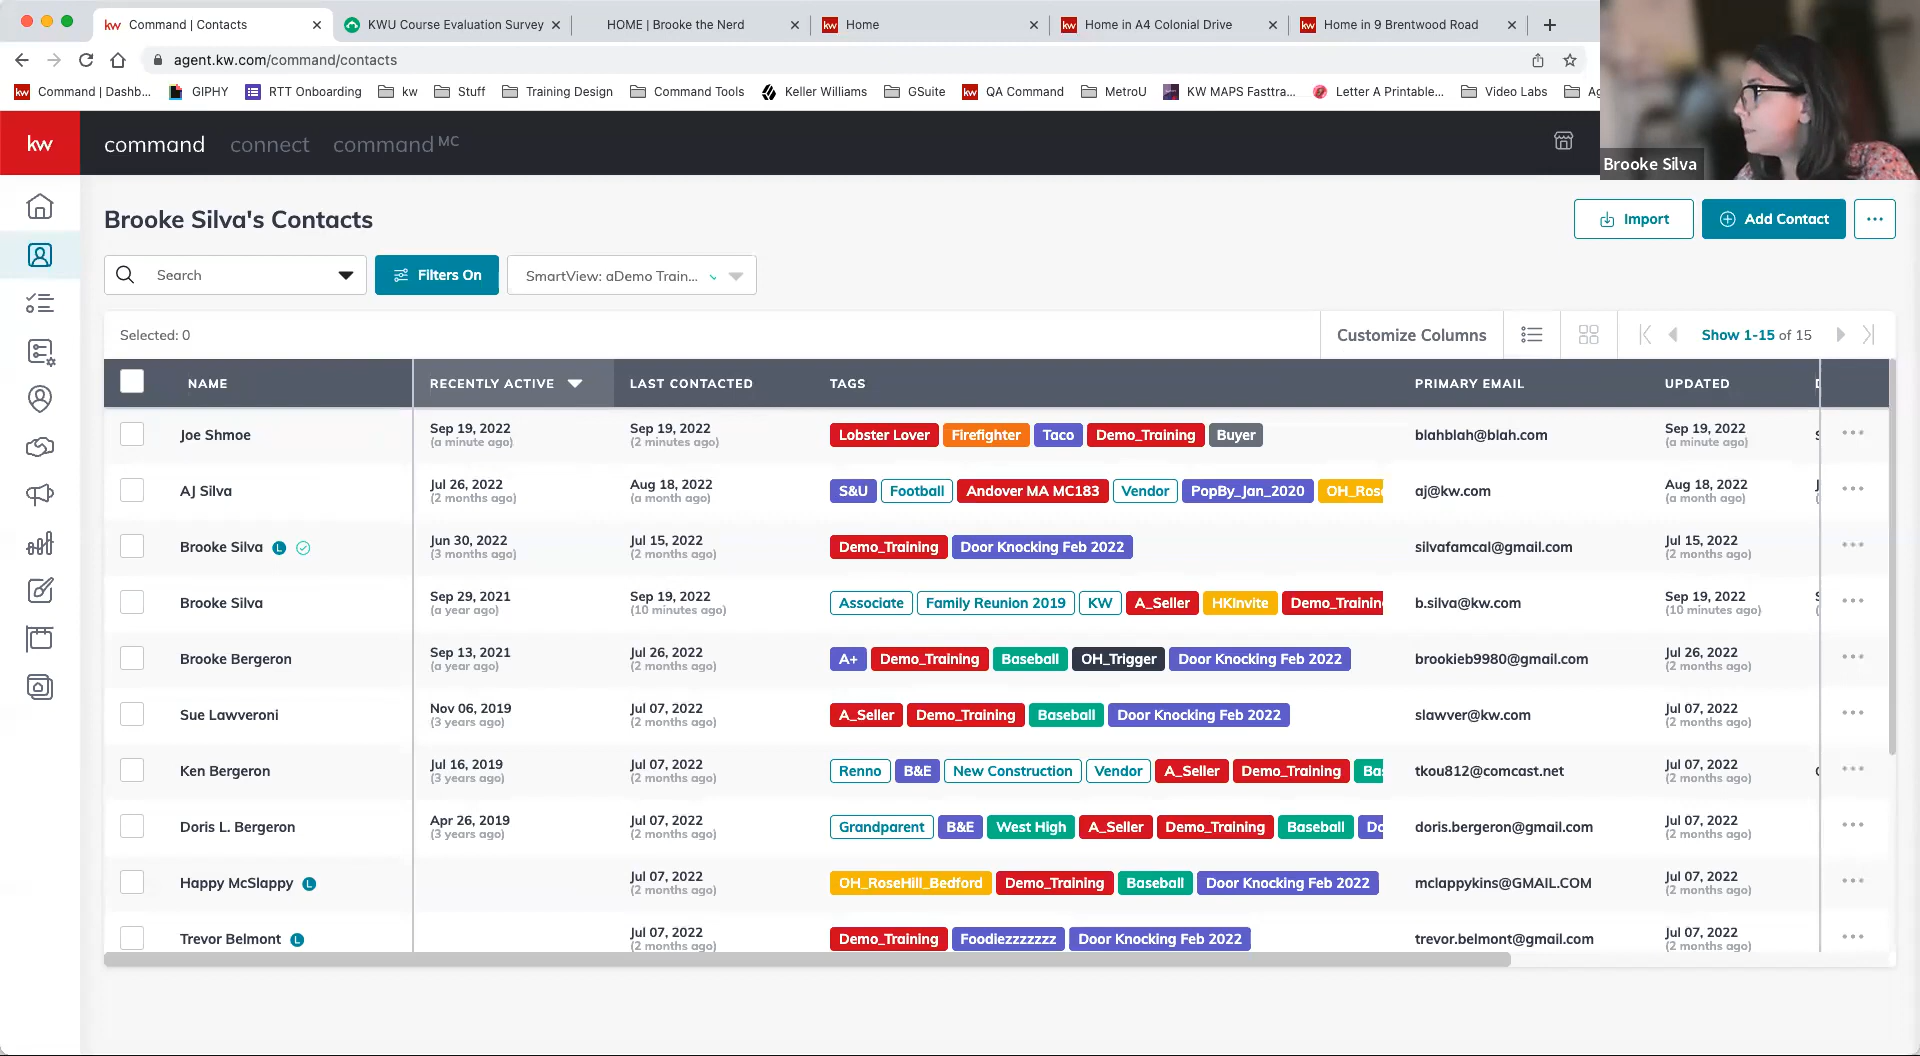 Command | Contacts
KWU Course Evaluation Survey
HOME | Brooke the Nerd
kw Home
kw Home in A4 Colonial Drive
kw Home in 9 Brentwood Road
agent.kw.com/command/contacts
kw Command | Dashb...
GIPHY
RTT Onboarding
kw
Stuff
Training Design
Command Tools
Keller Williams
GSuite
kw QA Command
MetroU
KW MAPS Fasttra...
Letter A Printable...
Video Labs
kw
command connect command MC
Brooke Silva
Brooke Silva's Contacts
Import
Add Contact
Search
Filters On
SmartView: aDemo Train...
Selected: 0
Customize Columns
Show 1-15 of 15
NAME RECENTLY ACTIVE LAST CONTACTED TAGS PRIMARY EMAIL UPDATED
Joe Shmoe Sep 19, 2022 (a minute ago) Sep 19, 2022 (2 minutes ago) Lobster Lover Firefighter Taco Demo_Training Buyer blahblah@blah.com Sep 19, 2022 (a minute ago)
AJ Silva Jul 26, 2022 (2 months ago) Aug 18, 2022 (a month ago) S&U Football Andover MA MC183 Vendor PopBy_Jan_2020 OH_Rose aj@kw.com Aug 18, 2022 (a month ago)
Brooke Silva L Jun 30, 2022 (3 months ago) Jul 15, 2022 (2 months ago) Demo_Training Door Knocking Feb 2022 silvafamcal@gmail.com Jul 15, 2022 (2 months ago)
Brooke Silva Sep 29, 2021 (a year ago) Sep 19, 2022 (10 minutes ago) Associate Family Reunion 2019 KW A_Seller HKInvite Demo_Trainin b.silva@kw.com Sep 19, 2022 (10 minutes ago)
Brooke Bergeron Sep 13, 2021 (a year ago) Jul 26, 2022 (2 months ago) A+ Demo_Training Baseball OH_Trigger Door Knocking Feb 2022 brookieb9980@gmail.com Jul 26, 2022 (2 months ago)
Sue Lawveroni Nov 06, 2019 (3 years ago) Jul 07, 2022 (2 months ago) A_Seller Demo_Training Baseball Door Knocking Feb 2022 slawver@kw.com Jul 07, 2022 (2 months ago)
Ken Bergeron Jul 16, 2019 (3 years ago) Jul 07, 2022 (2 months ago) Renno B&E New Construction Vendor A_Seller Demo_Training Bas tkou812@comcast.net Jul 07, 2022 (2 months ago)
Doris L. Bergeron Apr 26, 2019 (3 years ago) Jul 07, 2022 (2 months ago) Grandparent B&E West High A_Seller Demo_Training Baseball Do doris.bergeron@gmail.com Jul 07, 2022 (2 months ago)
Happy McSlappy L Jul 07, 2022 (2 months ago) OH_RoseHill_Bedford Demo_Training Baseball Door Knocking Feb 2022 mclappykins@GMAIL.COM Jul 07, 2022 (2 months ago)
Trevor Belmont L Jul 07, 2022 (2 months ago) Demo_Training Foodiezzzzzzz Door Knocking Feb 2022 trevor.belmont@gmail.com Jul 07, 2022 (2 months ago)